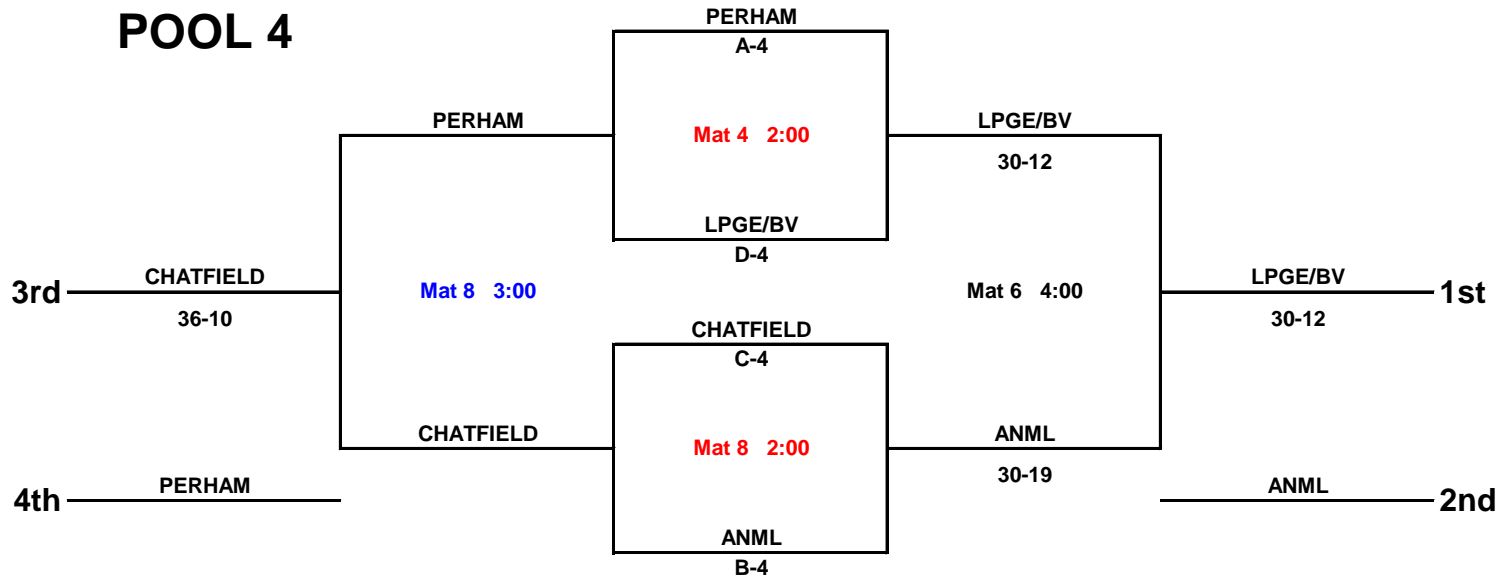 POOL 4
PERHAM
A-4
PERHAM
Mat 4 2:00
LPGE/BV
30-12
LPGE/BV
D-4
3rd
CHATFIELD
36-10
Mat 8 3:00
Mat 6 4:00
LPGE/BV
30-12
1st
CHATFIELD
C-4
CHATFIELD
Mat 8 2:00
ANML
30-19
4th
PERHAM
ANML
2nd
ANML
B-4